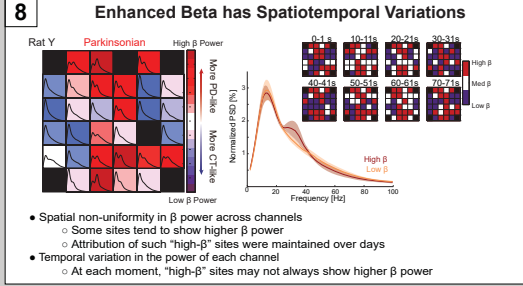 8
Enhanced Beta has Spatiotemporal Variations
Rat Y
Parkinsonian
High β Power
More PD-like
More CT-like
Low β Power
Normalized PSD [%]
3
2
1
0
20
40
60
80
100
Frequency [Hz]
High β
Low β
0-1 s
10-11s
20-21s
30-31s
40-41s
50-51s
60-61s
70-71s
High β
Med β
Low β
● Spatial non-uniformity in β power across channels
○ Some sites tend to show higher β power
○ Attribution of such “high-β” sites were maintained over days
● Temporal variation in the power of each channel
○ At each moment, “high-β” sites may not always show higher β power